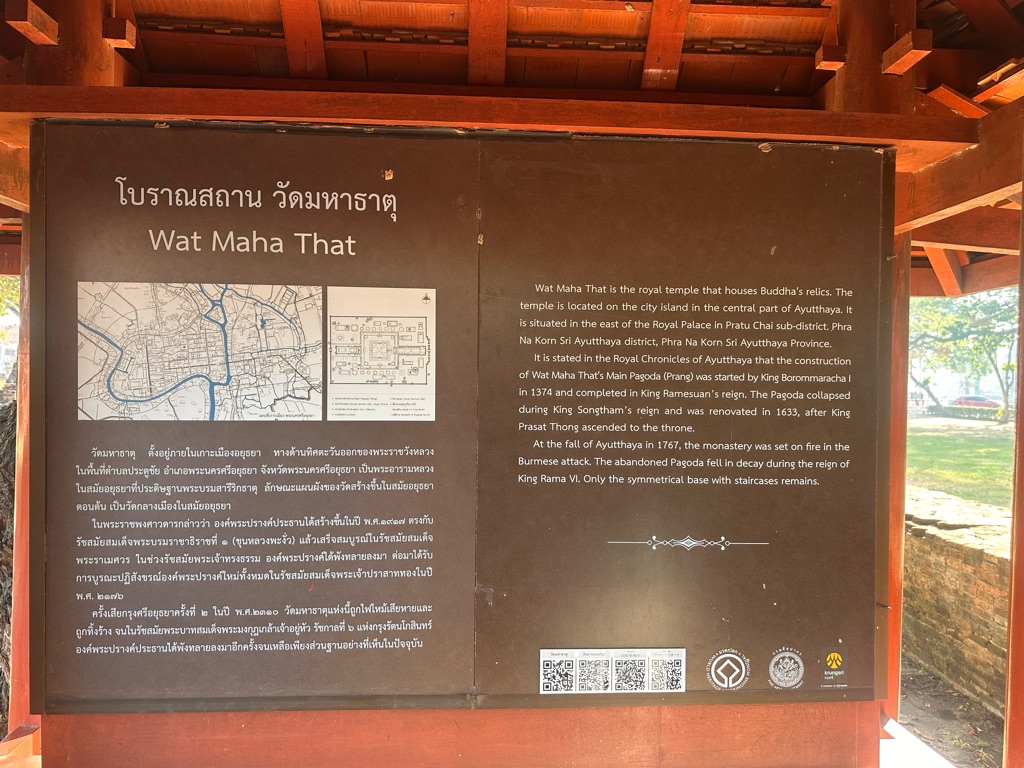 โบราณสถาน วัดมหาธาตุ
Wat Maha That
แผนที่เกาะเมือง พระนครศรีอยุธยา
วัดมหาธาตุ ตั้งอยู่ภายในเกาะเมืองอยุธยา ทางด้านทิศตะวันออกของพระราชวังหลวง
ในพื้นที่ตำบลประตูชัย อำเภอพระนครศรีอยุธยา จังหวัดพระนครศรีอยุธยา เป็นพระอารามหลวง
ในสมัยอยุธยาที่ประดิษฐานพระบรมสารีริกธาตุ ลักษณะแผนผังของวัดสร้างขึ้นในสมัยอยุธยา
ตอนต้น เป็นวัดกลางเมืองในสมัยอยุธยา
ในพระราชพงศาวดารกล่าวว่า องค์พระปรางค์ประธานได้สร้างขึ้นในปี พ.ศ.๑๙๑๗ ตรงกับ
รัชสมัยสมเด็จพระบรมราชาธิราชที่ ๑ (ขุนหลวงพะงั่ว) แล้วเสร็จสมบูรณ์ในรัชสมัยสมเด็จ
พระราเมศวร ในช่วงรัชสมัยพระเจ้าทรงธรรม องค์พระปรางค์ได้พังทลายลงมา ต่อมาได้รับ
การบูรณะปฏิสังขรณ์องค์พระปรางค์ใหม่ทั้งหมดในรัชสมัยสมเด็จพระเจ้าปราสาททองในปี
พ.ศ. ๒๑๗๖
ครั้งเสียกรุงศรีอยุธยาครั้งที่ ๒ ในปี พ.ศ.๒๓๑๐ วัดมหาธาตุแห่งนี้ถูกไฟไหม้เสียหายและ
ถูกทิ้งร้าง จนในรัชสมัยพระบาทสมเด็จพระมงกุฎเกล้าเจ้าอยู่หัว รัชกาลที่ ๖ แห่งกรุงรัตนโกสินทร์
องค์พระปรางค์ประธานได้พังทลายลงมาอีกครั้งจนเหลือเพียงส่วนฐานอย่างที่เห็นในปัจจุบัน
Wat Maha That is the royal temple that houses Buddha's relics. The
temple is located on the city island in the central part of Ayutthaya. It
is situated in the east of the Royal Palace in Pratu Chai sub-district. Phra
Na Korn Sri Ayutthaya district, Phra Na Korn Sri Ayutthaya Province.
It is stated in the Royal Chronicles of Ayutthaya that the construction
of Wat Maha That's Main Pagoda (Prang) was started by King Borommaracha I
in 1374 and completed in King Ramesuan's reign. The Pagoda collapsed
during King Songtham's reign and was renovated in 1633, after King
Prasat Thong ascended to the throne.
At the fall of Ayutthaya in 1767, the monastery was set on fire in the
Burmese attack. The abandoned Pagoda fell in decay during the reign of
King Rama VI. Only the symmetrical base with staircases remains.
krungsri
กรุงศรี